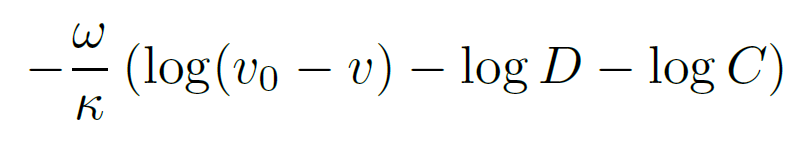 $-\frac{\omega}{\kappa}\left(\log(v_0 - v) - \log D - \log C\right)$